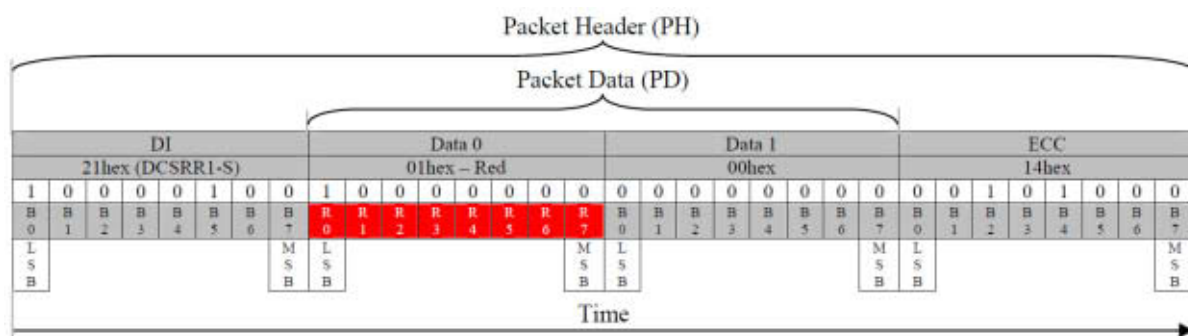 Packet Header (PH)
Packet Data (PD)
DI Data 0 Data 1 ECC
21hex (DCSRR1-S) 01hex – Red 00hex 14hex
1 0 0 0 0 1 0 0 1 0 0 0 0 0 0 0 0 0 0 0 0 0 0 0 0 0 1 0 1 0 0 0
B B B B B B B B R R R R R R R R B B B B B B B B B B B B B B B B
0 1 2 3 4 5 6 7 0 1 2 3 4 5 6 7 0 1 2 3 4 5 6 7 0 1 2 3 4 5 6 7
L M L M L M L M
S S S S S S S S
B B B B B B B B
Time